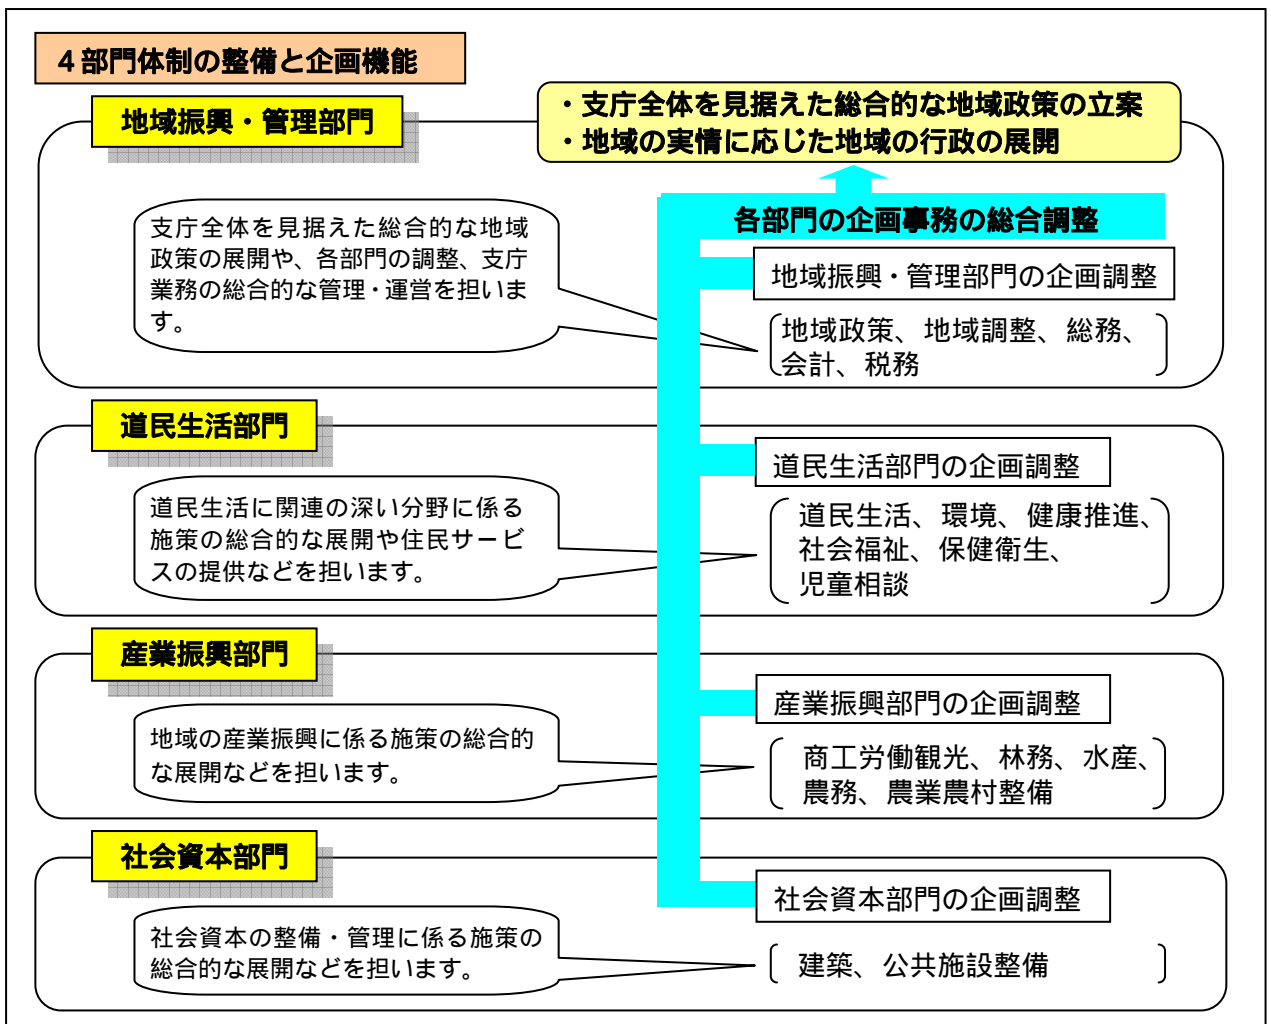 ４部門体制の整備と企画機能
地域振興・管理部門
・支庁全体を見据えた総合的な地域政策の立案
・地域の実情に応じた地域の行政の展開
各部門の企画事務の総合調整
支庁全体を見据えた総合的な地域
政策の展開や、各部門の調整、支庁
業務の総合的な管理・運営を担いま
す。
地域振興・管理部門の企画調整
地域政策、地域調整、総務、
会計、税務
道民生活部門
道民生活に関連の深い分野に係る
施策の総合的な展開や住民サービ
スの提供などを担います。
道民生活部門の企画調整
道民生活、環境、健康推進、
社会福祉、保健衛生、
児童相談
産業振興部門
地域の産業振興に係る施策の総合的
な展開などを担います。
産業振興部門の企画調整
商工労働観光、林務、水産、
農務、農業農村整備
社会資本部門
社会資本の整備・管理に係る施策の
総合的な展開などを担います。
社会資本部門の企画調整
建築、公共施設整備